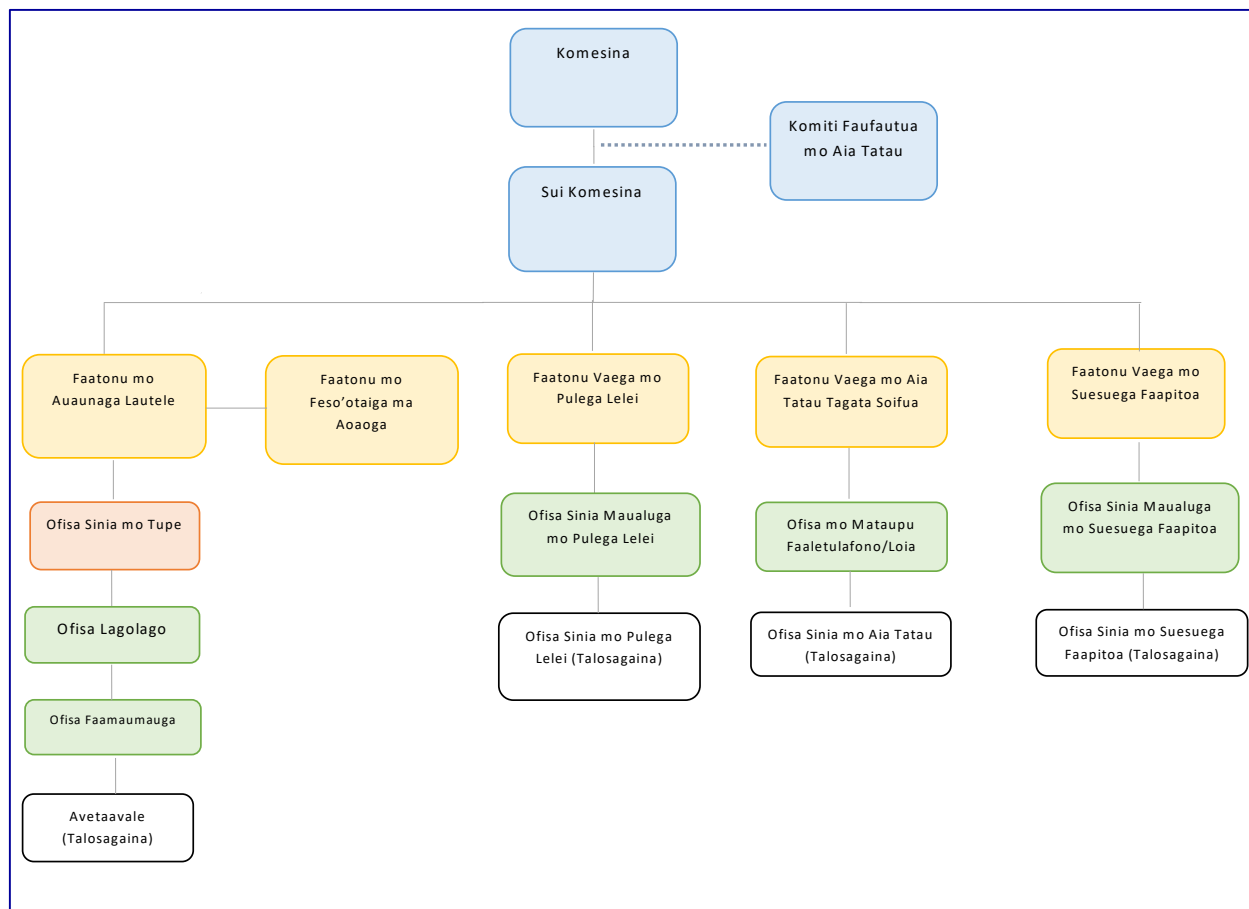 Komesina
Komiti Faufautua
mo Aia Tatau
Sui Komesina
Faatonu mo
Auaunaga Lautele
Faatonu mo
Feso’otaiga ma
Aoaoga
Faatonu Vaega mo
Pulega Lelei
Faatonu Vaega mo Aia
Tatau Tagata Soifua
Faatonu Vaega mo
Suesuega Faapitoa
Ofisa Sinia mo Tupe
Ofisa Sinia Maualuga
mo Pulega Lelei
Ofisa mo Mataupu
Faaletulafono/Loia
Ofisa Sinia Maualuga
mo Suesuega Faapitoa
Ofisa Lagolago
Ofisa Sinia mo Pulega
Lelei (Talosagaina)
Ofisa Sinia mo Aia Tatau
(Talosagaina)
Ofisa Sinia mo Suesuega
Faapitoa (Talosagaina)
Ofisa Faamaumauga
Avetaavale
(Talosagaina)